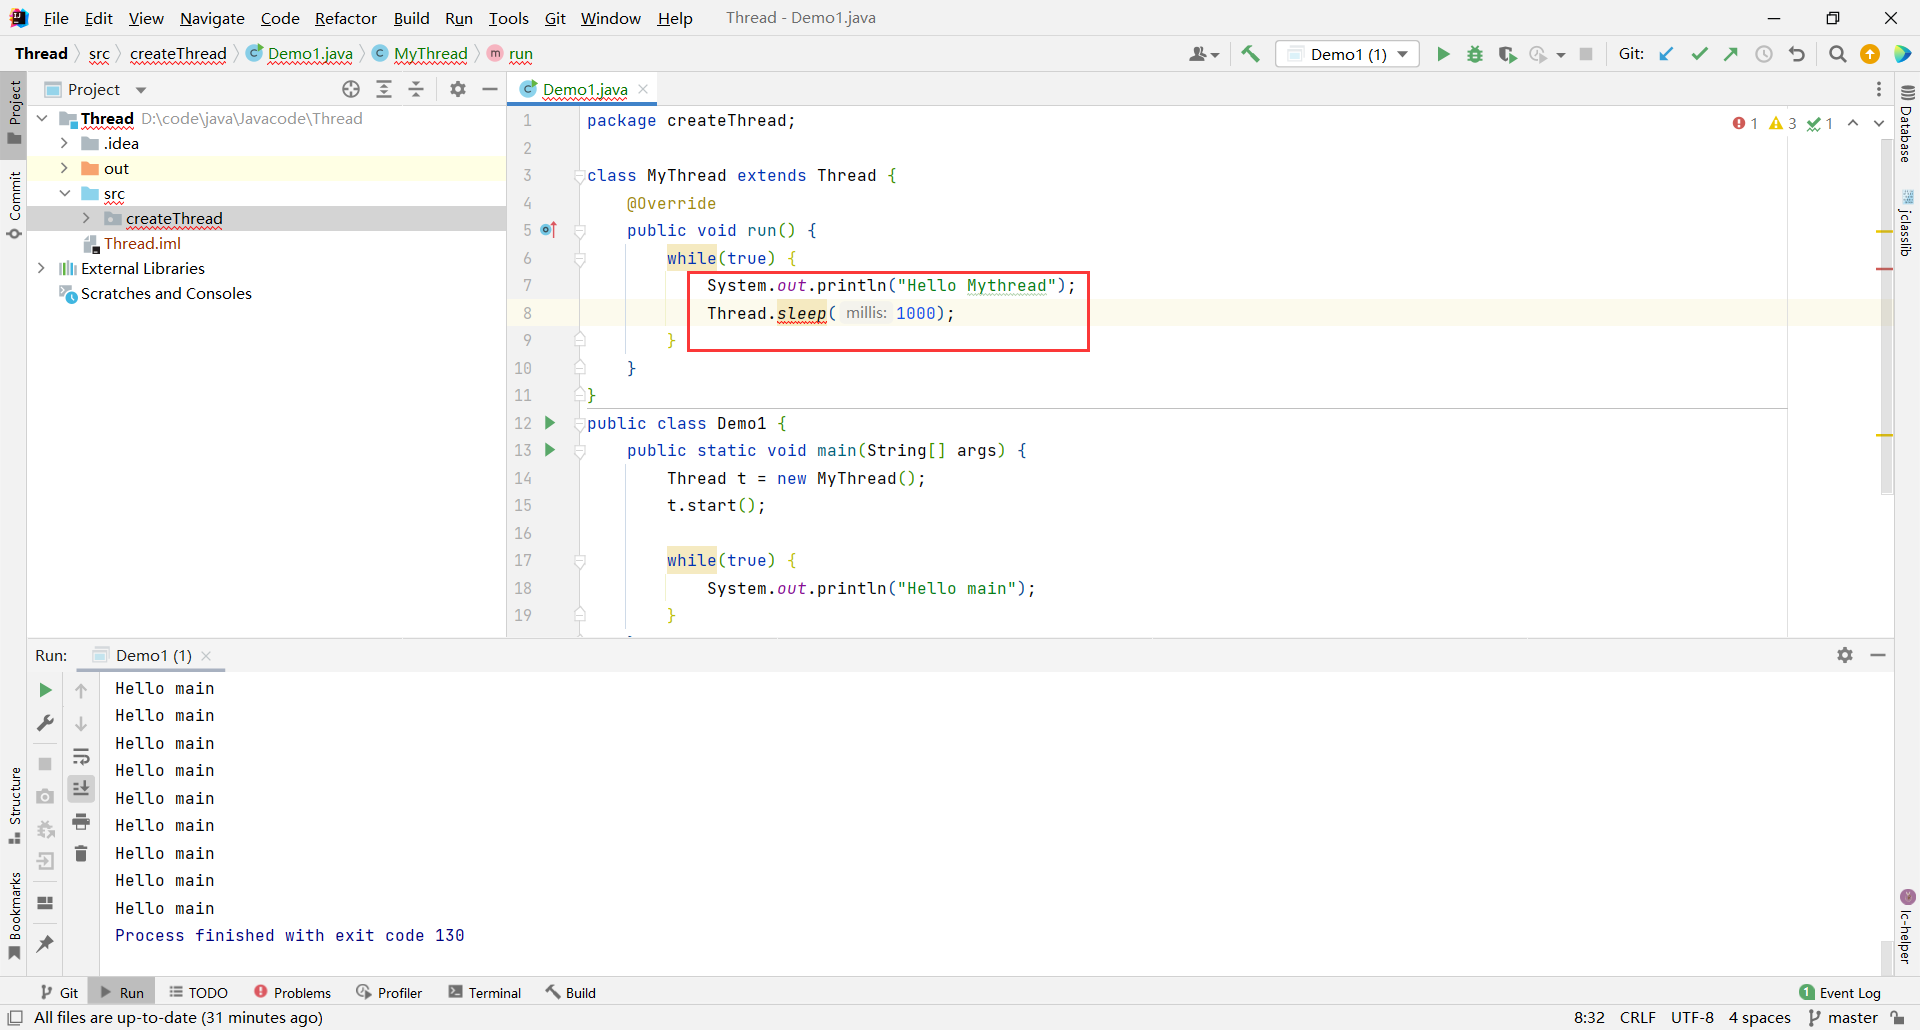 File Edit View Navigate Code Refactor Build Run Tools Git Window Help Thread - Demo1.java
Thread src createThread Demo1.java MyThread run
Demo1 (1)
Git:
Project
Commit
Structure
Bookmarks
Project
Thread D:\code\java\Javacode\Thread
.idea
out
src
createThread
Thread.iml
External Libraries
Scratches and Consoles
Demo1.java
1 3 1
1 package createThread;
2
3 class MyThread extends Thread {
4 @Override
5 public void run() {
6 while(true) {
7 System.out.println("Hello Mythread");
8 Thread.sleep( millis: 1000);
9 }
10 }
11 }
12 public class Demo1 {
13 public static void main(String[] args) {
14 Thread t = new MyThread();
15 t.start();
16
17 while(true) {
18 System.out.println("Hello main");
19 }
Database
jclasslib
lc-helper
Run: Demo1 (1)
Hello main
Hello main
Hello main
Hello main
Hello main
Hello main
Hello main
Hello main
Hello main
Process finished with exit code 130
Git Run TODO Problems Profiler Terminal Build
1 Event Log
All files are up-to-date (31 minutes ago)
8:32 CRLF UTF-8 4 spaces master